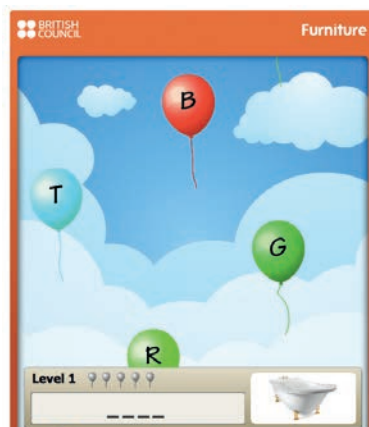 BRITISH
COUNCIL
Furniture
B
T
G
R
Level 1
_ _ _ _